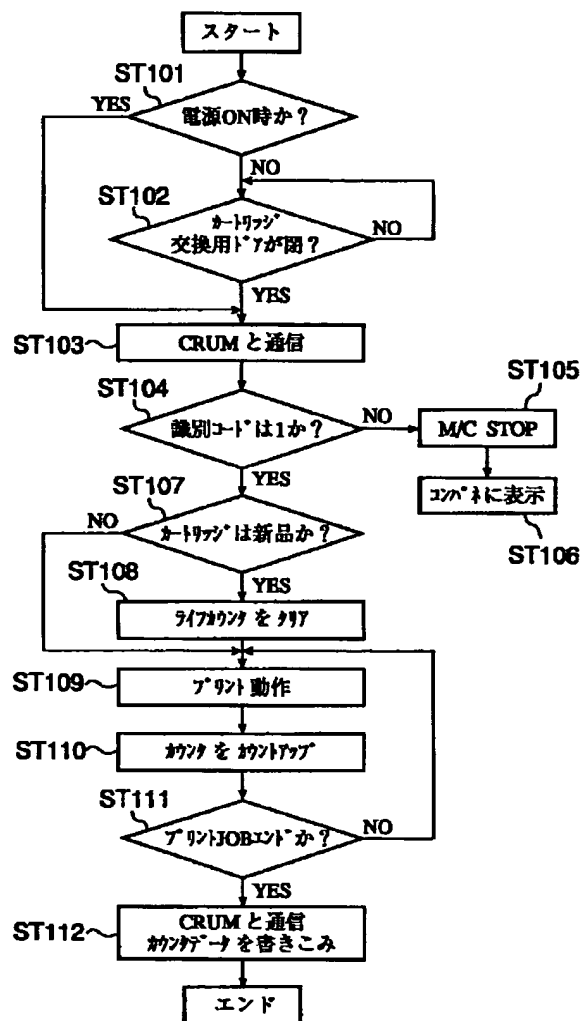 スタート
ST101
電源ON時か？
YES
NO
ST102
カートリッジ
交換用ドアが閉？
NO
YES
ST103
CRUMと通信
ST104
識別コードは1か？
NO
YES
ST105
M/C STOP
コンパネに表示
ST106
ST107
カートリッジは新品か？
NO
YES
ST108
ライフカウンタをクリア
ST109
プリント動作
ST110
カウンタをカウントアップ
ST111
プリントJOBエンドか？
NO
YES
ST112
CRUMと通信
カウンタデータを書きこみ
エンド